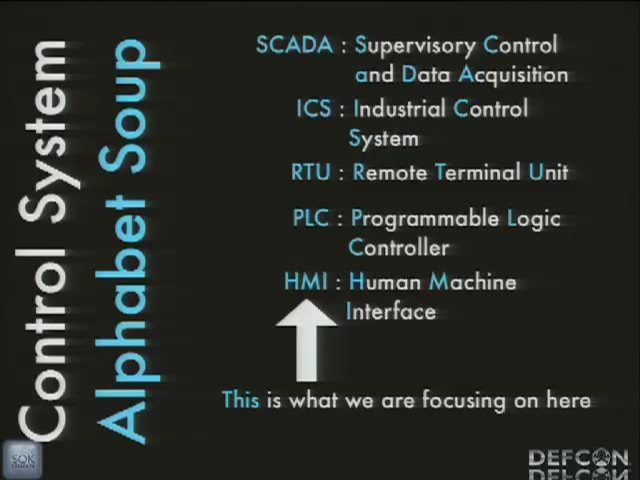 Control System
Alphabet Soup
SCADA : Supervisory Control
and Data Acquisition
ICS : Industrial Control
System
RTU : Remote Terminal Unit
PLC : Programmable Logic
Controller
HMI : Human Machine
Interface
This is what we are focusing on here
SOK
DEFCON